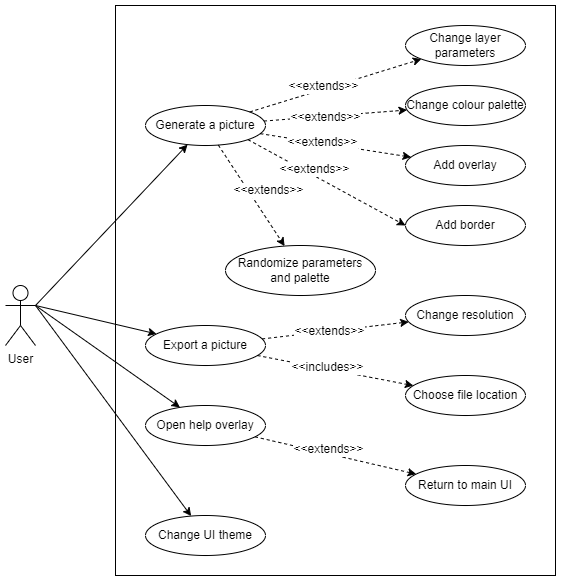 Change layer
parameters
<<extends>>
Change colour palette
<<extends>>
Generate a picture
<<extends>>
Add overlay
<<extends>>
<<extends>>
Add border
Randomize parameters
and palette
User
Export a picture
<<extends>>
Change resolution
<<includes>>
Choose file location
Open help overlay
<<extends>>
Return to main UI
Change UI theme